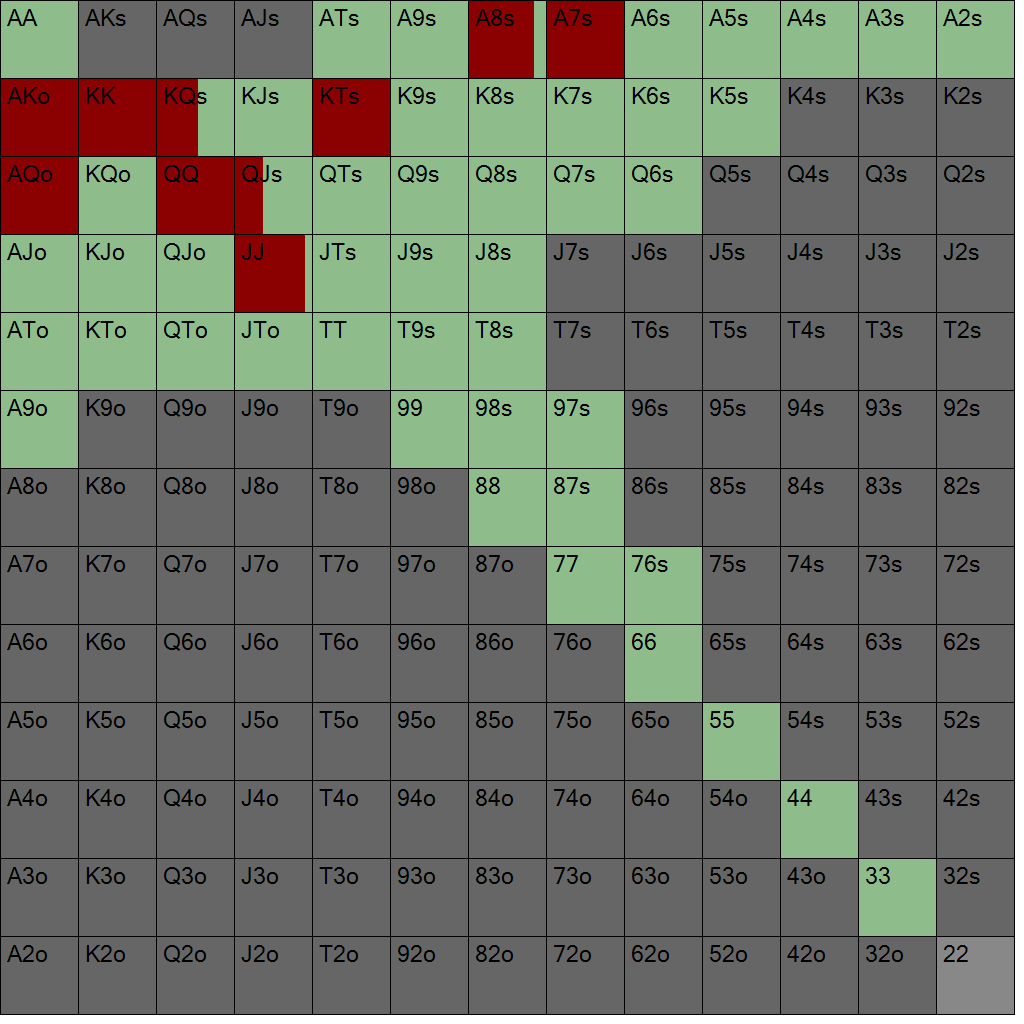 AA AKs AQs AJs ATs A9s A8s A7s A6s A5s A4s A3s A2s
AKo KK KQs KJs KTs K9s K8s K7s K6s K5s K4s K3s K2s
AQo KQo QQ QJs QTs Q9s Q8s Q7s Q6s Q5s Q4s Q3s Q2s
AJo KJo QJo JJ JTs J9s J8s J7s J6s J5s J4s J3s J2s
ATo KTo QTo JTo TT T9s T8s T7s T6s T5s T4s T3s T2s
A9o K9o Q9o J9o T9o 99 98s 97s 96s 95s 94s 93s 92s
A8o K8o Q8o J8o T8o 98o 88 87s 86s 85s 84s 83s 82s
A7o K7o Q7o J7o T7o 97o 87o 77 76s 75s 74s 73s 72s
A6o K6o Q6o J6o T6o 96o 86o 76o 66 65s 64s 63s 62s
A5o K5o Q5o J5o T5o 95o 85o 75o 65o 55 54s 53s 52s
A4o K4o Q4o J4o T4o 94o 84o 74o 64o 54o 44 43s 42s
A3o K3o Q3o J3o T3o 93o 83o 73o 63o 53o 43o 33 32s
A2o K2o Q2o J2o T2o 92o 82o 72o 62o 52o 42o 32o 22